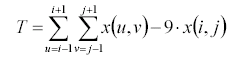 T = \sum_{u=i-1}^{i+1} \sum_{v=j-1}^{j+1} x(u,v) - 9 \cdot x(i,j)